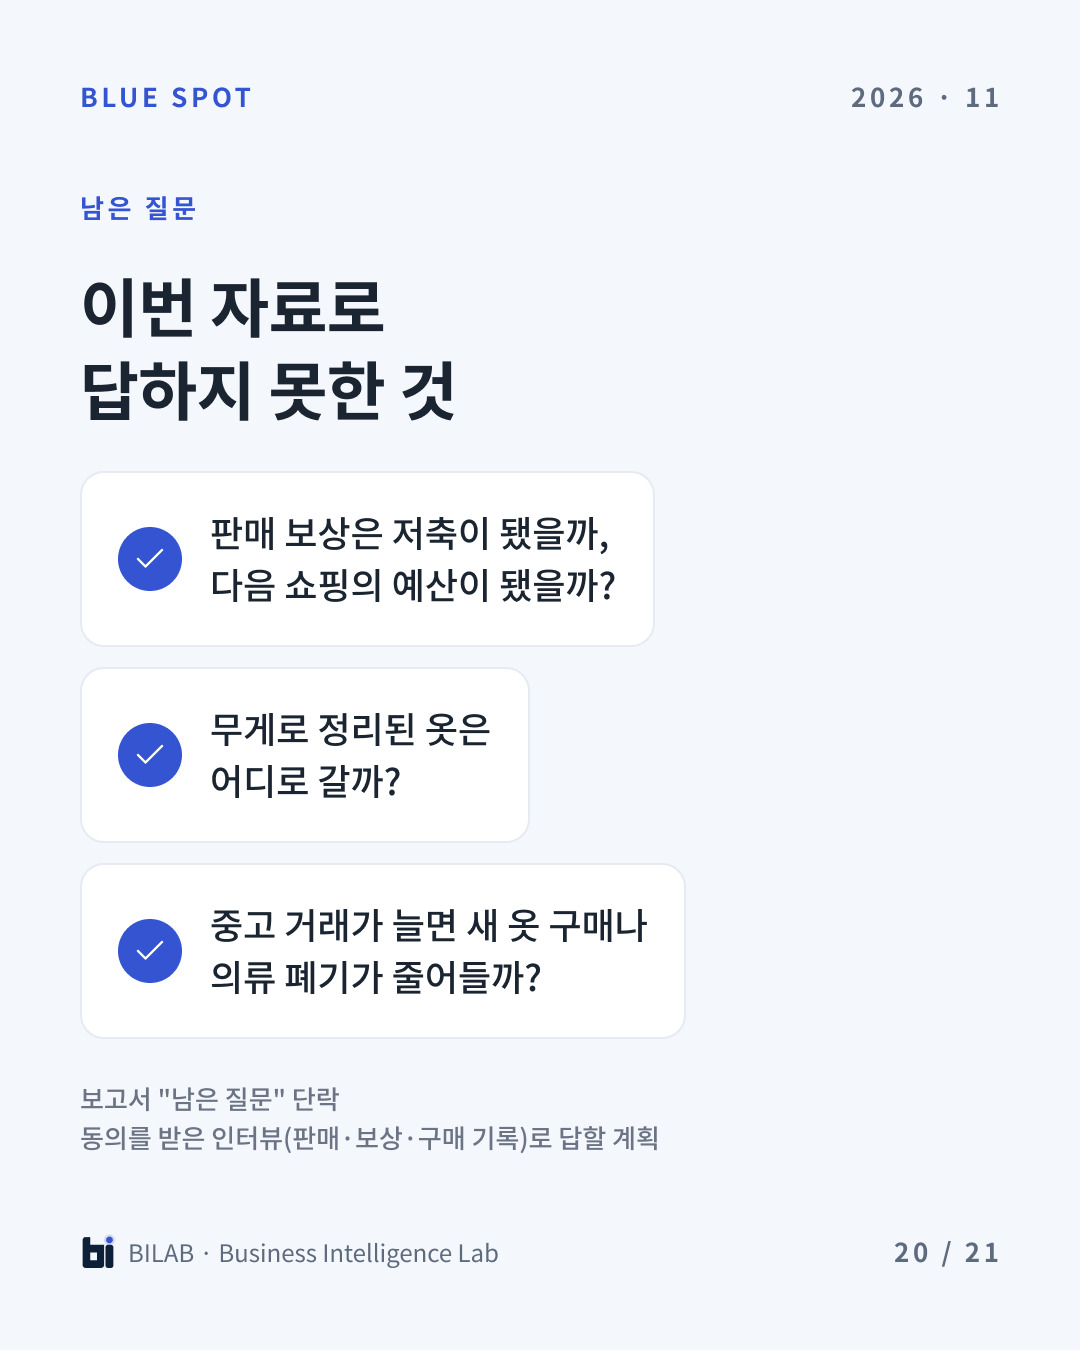 BLUE SPOT
2026 · 11
남은 질문
이번 자료로
답하지 못한 것
판매 보상은 저축이 됐을까,
다음 쇼핑의 예산이 됐을까?
무게로 정리된 옷은
어디로 갈까?
중고 거래가 늘면 새 옷 구매나
의류 폐기가 줄어들까?
보고서 "남은 질문" 단락
동의를 받은 인터뷰(판매·보상·구매 기록)로 답할 계획
bi BILAB · Business Intelligence Lab
20 / 21